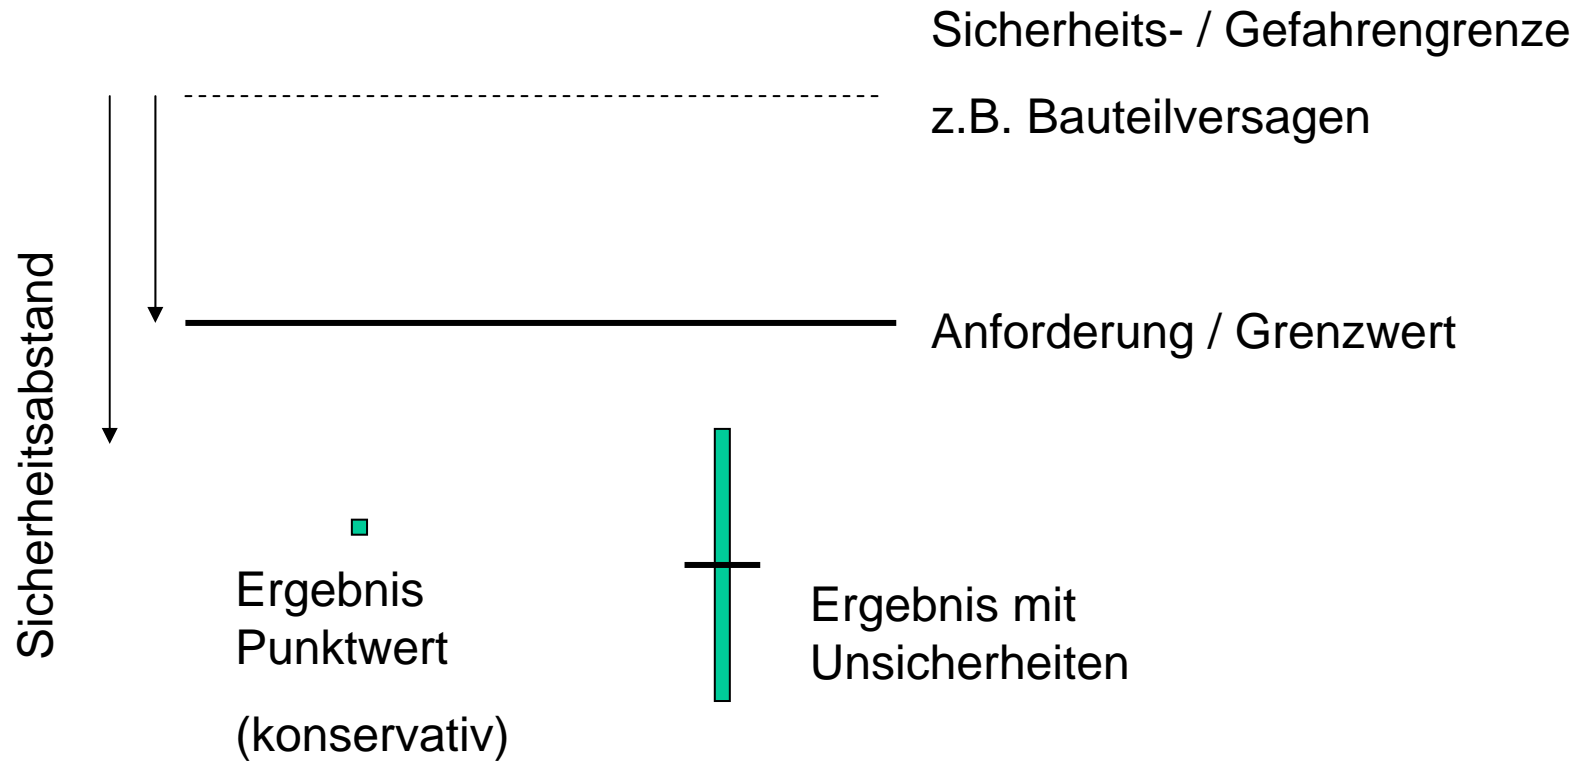 Sicherheits- / Gefahrengrenze
z.B. Bauteilversagen
Sicherheitsabstand
Anforderung / Grenzwert
Ergebnis
Punktwert
(konservativ)
Ergebnis mit
Unsicherheiten